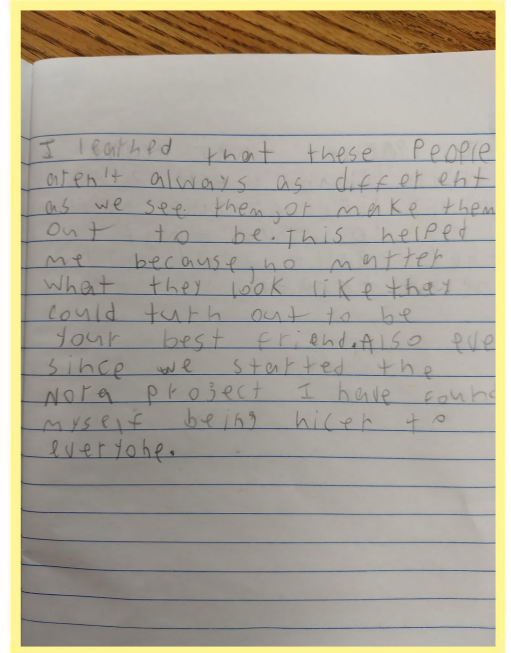 I learned that these People
aren't always as different
as we see them, or make them
out to be. This helped
me because, no matter
what they look like they
could turn out to be
your best friend. Also eve
since we started the
Nora project I have foun
myself being nicer to
everyone.